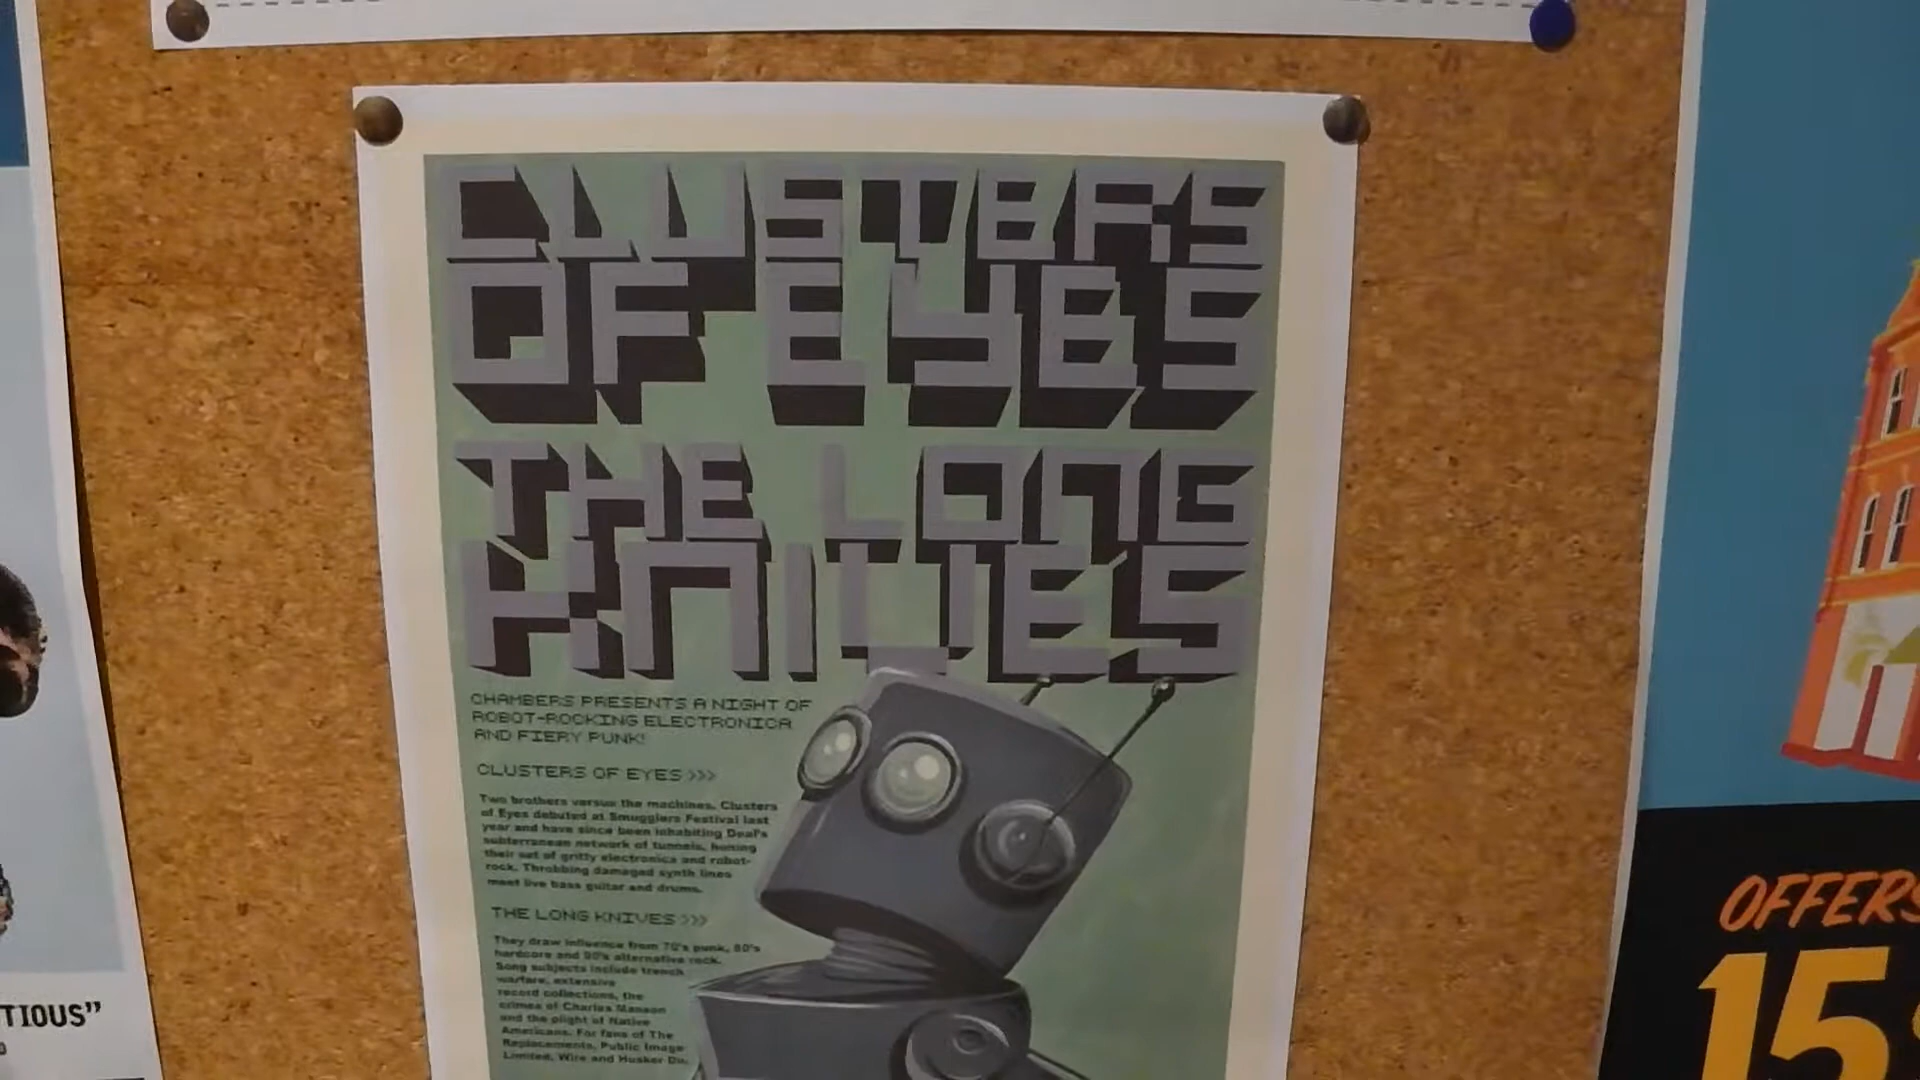 CLUSTERS
OF EYES
THE LONG
KNIVES
CHAMBERS PRESENTS A NIGHT OF
ROBOT-ROCKING ELECTRONICA
AND FIERY PUNK!
CLUSTERS OF EYES >>>
Two brothers versus the machines. Clusters
of Eyes debuted at Smugglers Festival last
year and have since been inhabiting Deal's
subterranean network of tunnels, honing
their set of gritty electronics and robot-
rock. Throbbing damaged synth lines
meet live bass guitar and drums.
THE LONG KNIVES >>>
They draw influence from 70's punk, 80's
hardcore and 90's alternative rock.
Song subjects include trench
warfare, extensive
record collections, the
crimes of Charles Manson
and the plight of Native
Americans. For fans of The
Replacements, Public Image
Limited, Wire and Husker Du.
TIOUS"
OFFERS
15